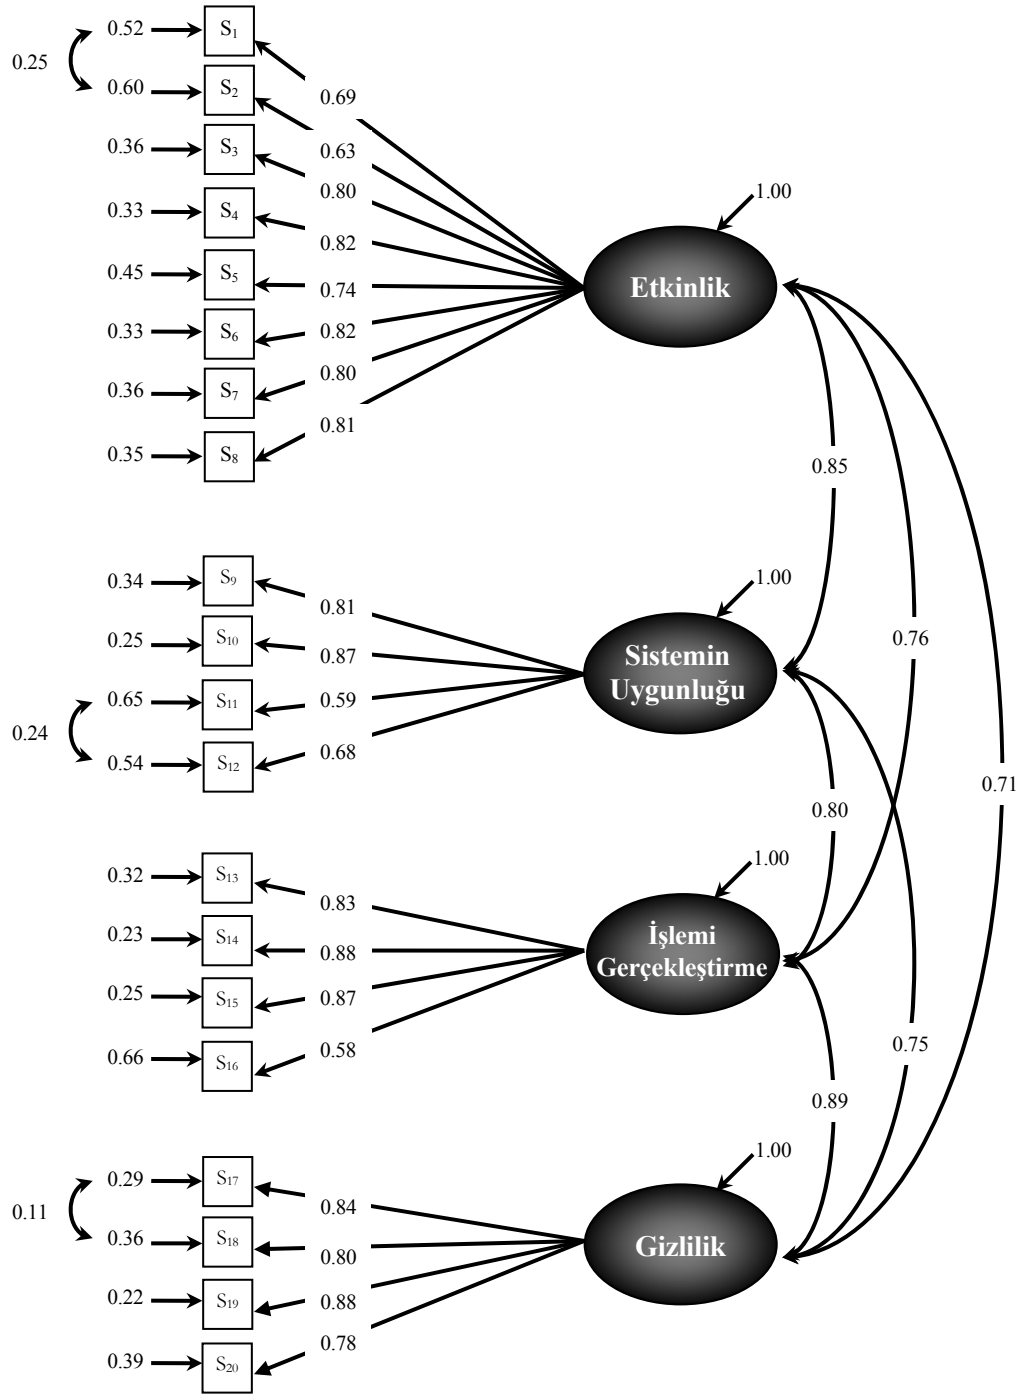 0.52 S1
0.25
0.60 S2
0.69
0.36 S3
0.63
0.80
1.00
0.33 S4
0.82
0.45 S5
0.74
Etkinlik
0.33 S6
0.82
0.36 S7
0.80
0.35 S8
0.81
0.85
0.34 S9
0.81
1.00
0.25 S10
0.87
0.76
Sistemin
Uygunluğu
0.65 S11
0.59
0.24
0.54 S12
0.68
0.71
0.80
0.32 S13
0.83
1.00
0.23 S14
0.88
İşlemi
Gerçekleştirme
0.25 S15
0.87
0.66 S16
0.58
0.75
0.89
0.29 S17
0.84
1.00
0.11
0.36 S18
0.80
Gizlilik
0.22 S19
0.88
0.39 S20
0.78